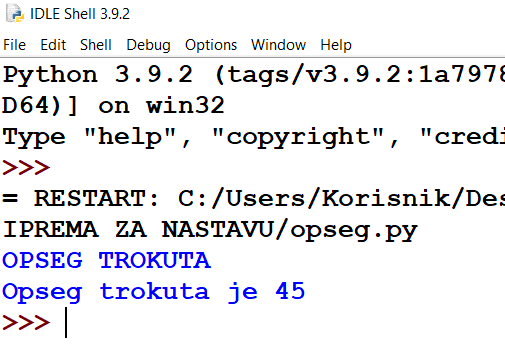 IDLE Shell 3.9.2
File Edit Shell Debug Options Window Help
Python 3.9.2 (tags/v3.9.2:1a7978
D64)] on win32
Type "help", "copyright", "credi
>>>
= RESTART: C:/Users/Korisnik/Des
IPREMA ZA NASTAVU/opseg.py
OPSEG TROKUTA
Opseg trokuta je 45
>>>